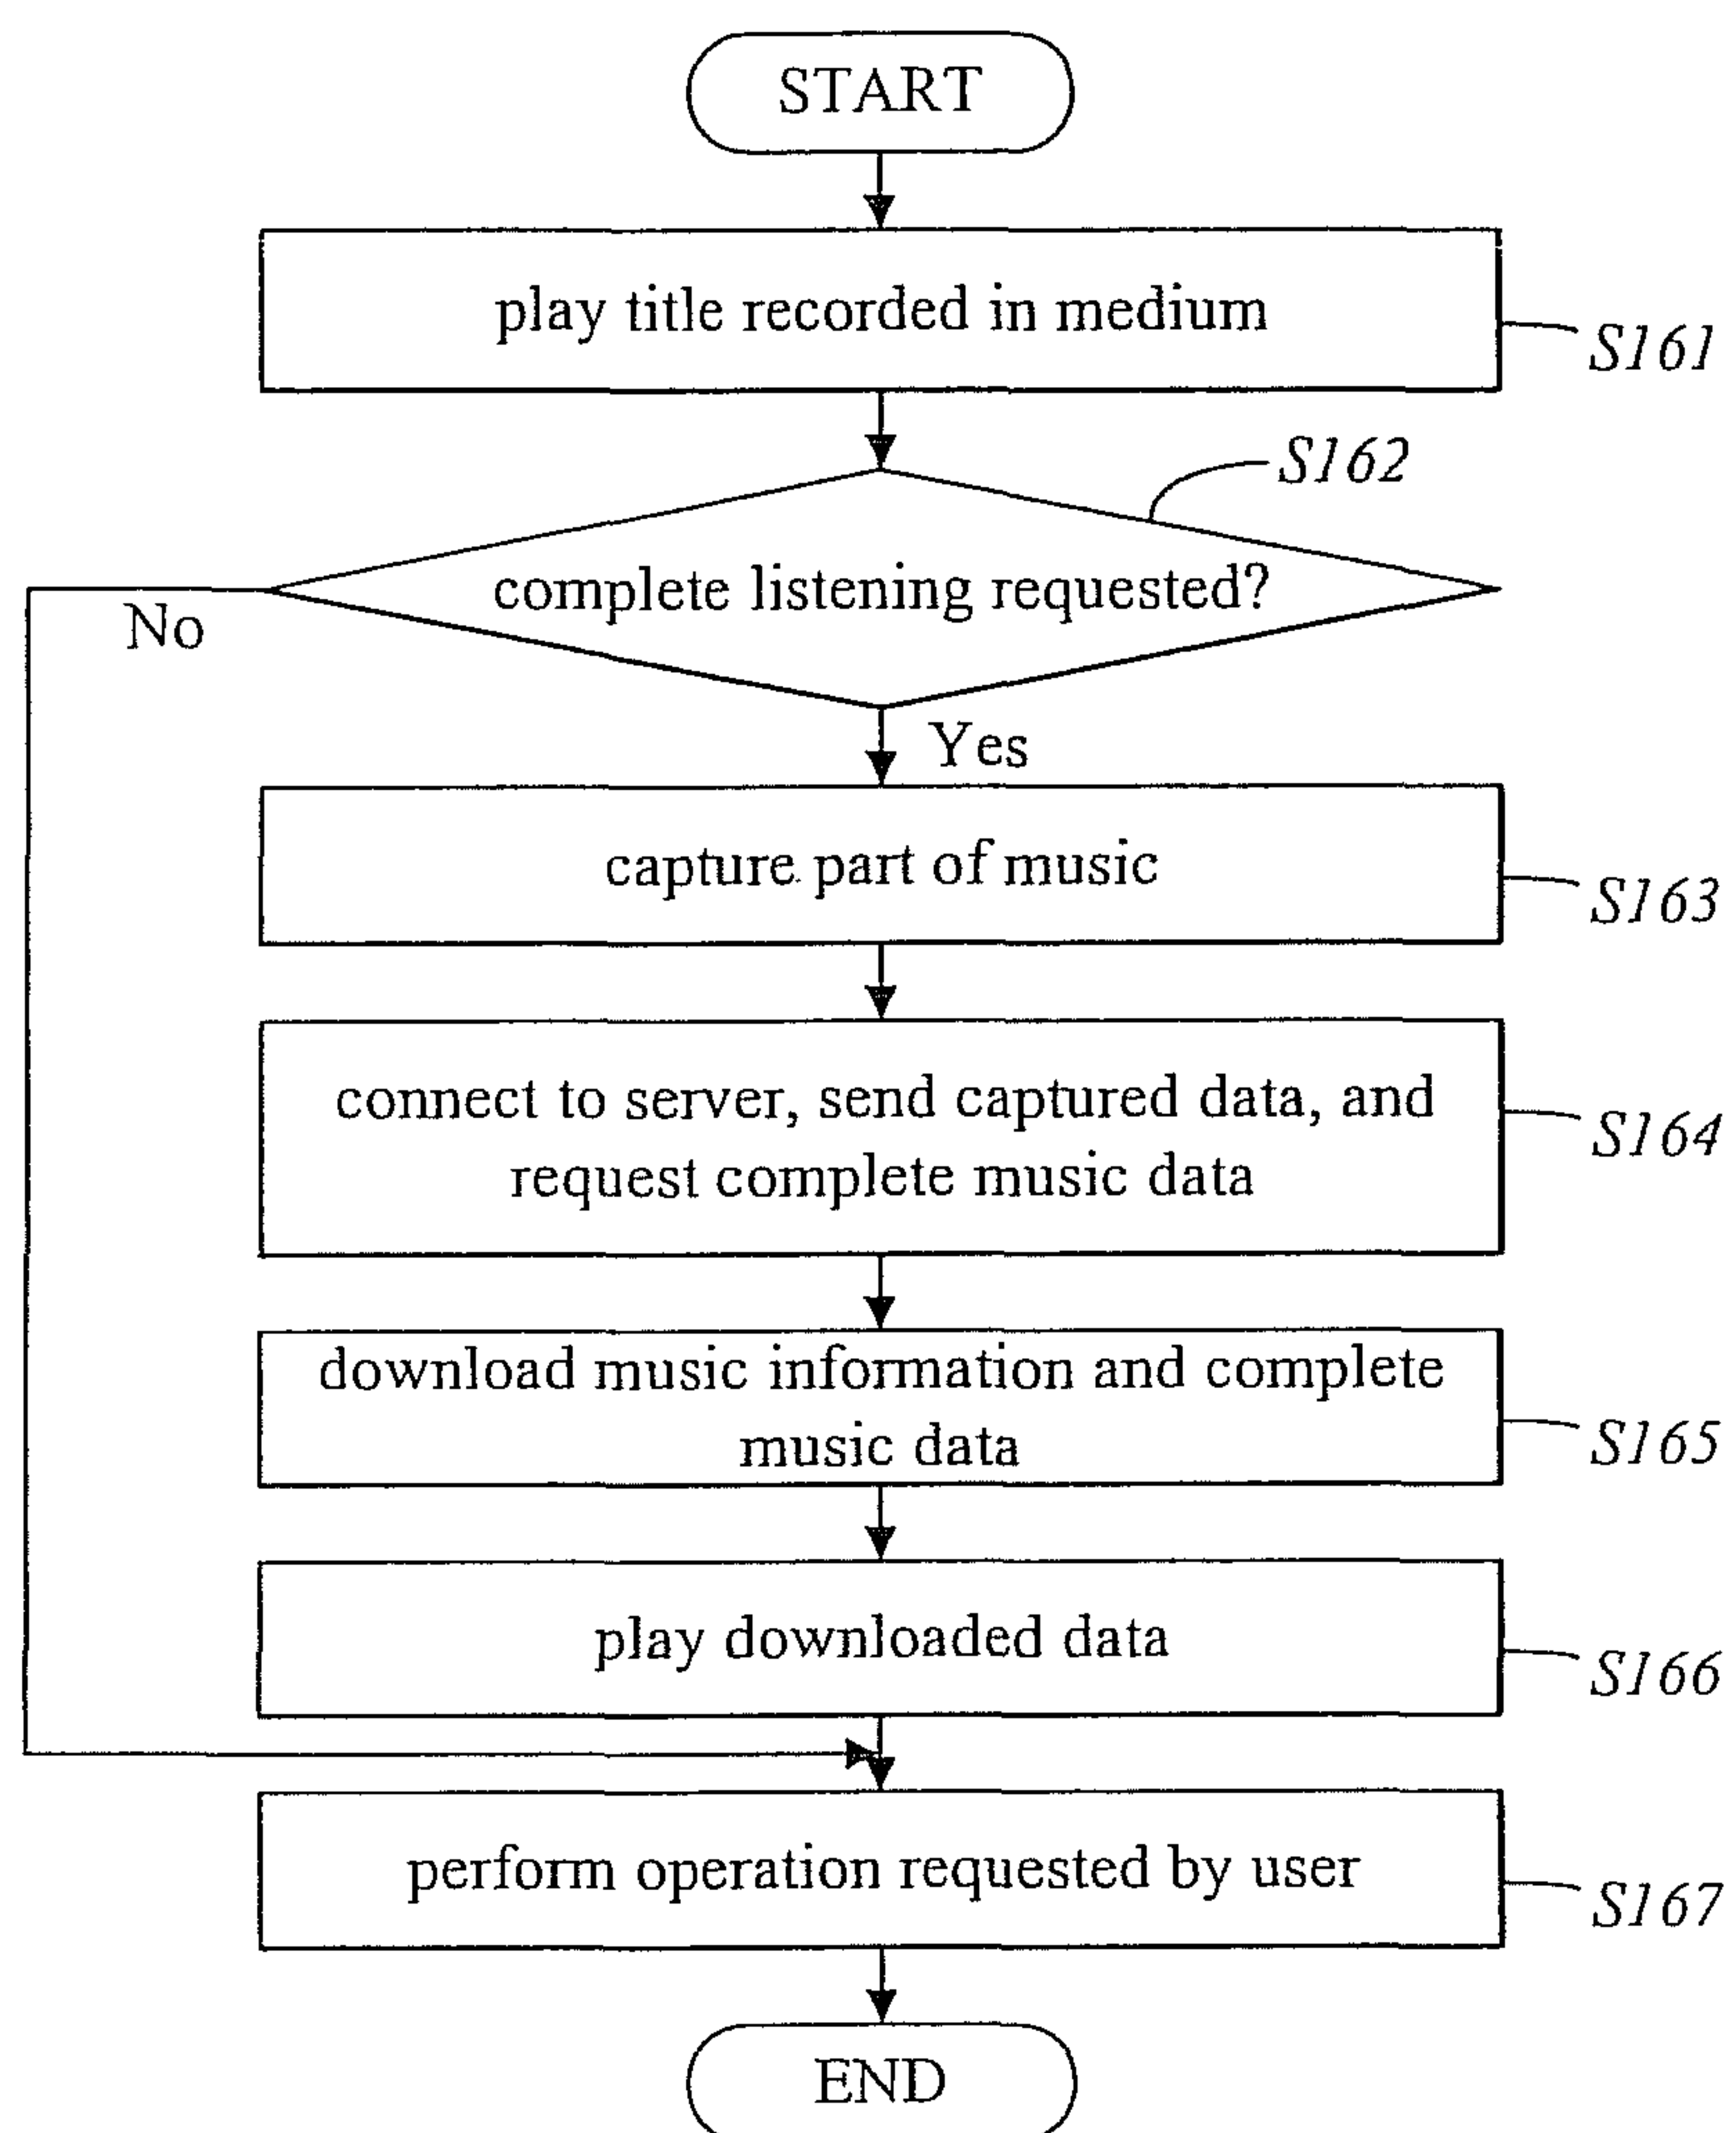 START
play title recorded in medium
S161
S162
complete listening requested?
No
Yes
capture part of music
S163
connect to server, send captured data, and
request complete music data
S164
download music information and complete
music data
S165
play downloaded data
S166
perform operation requested by user
S167
END